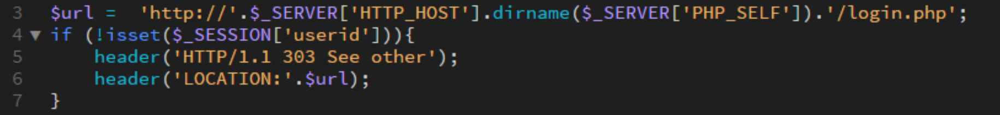 3 $url =  'http://'.$_SERVER['HTTP_HOST'].dirname($_SERVER['PHP_SELF']).'/login.php';
4 if (!isset($_SESSION['userid'])){
5     header('HTTP/1.1 303 See other');
6     header('LOCATION:'.$url);
7 }